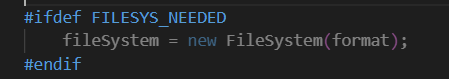 #ifdef FILESYS_NEEDED
    fileSystem = new FileSystem(format);
#endif